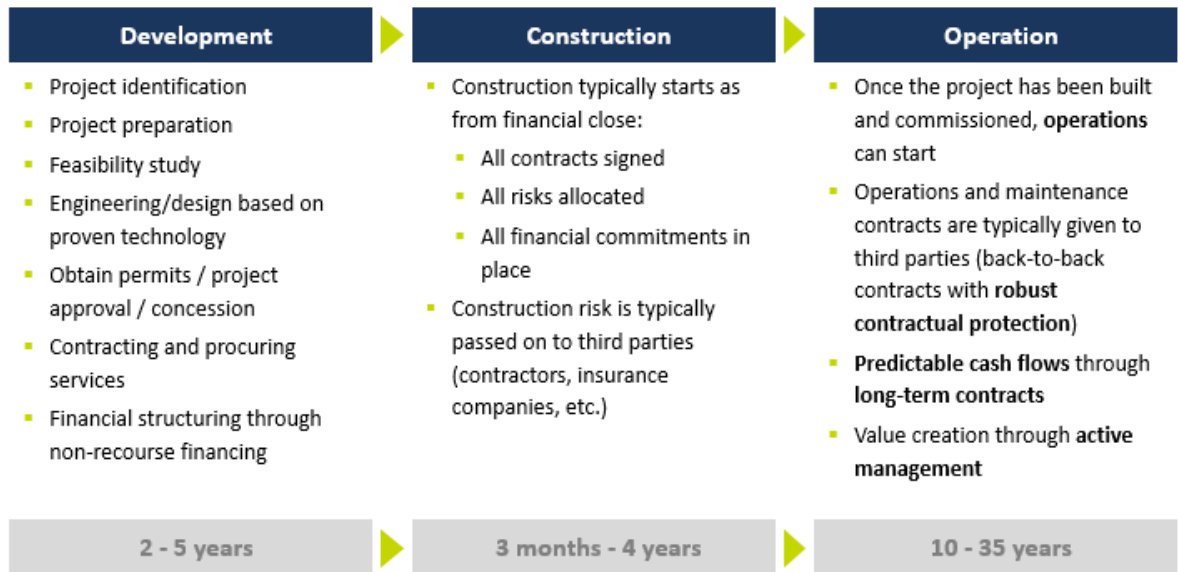 Development
Project identification
Project preparation
Feasibility study
Engineering/design based on
proven technology
Obtain permits / project
approval / concession
Contracting and procuring
services
Financial structuring through
non-recourse financing
2 - 5 years
Construction
Construction typically starts as
from financial close:
All contracts signed
All risks allocated
All financial commitments in
place
Construction risk is typically
passed on to third parties
(contractors, insurance
companies, etc.)
3 months - 4 years
Operation
Once the project has been built
and commissioned, operations
can start
Operations and maintenance
contracts are typically given to
third parties (back-to-back
contracts with robust
contractual protection)
Predictable cash flows through
long-term contracts
Value creation through active
management
10 - 35 years